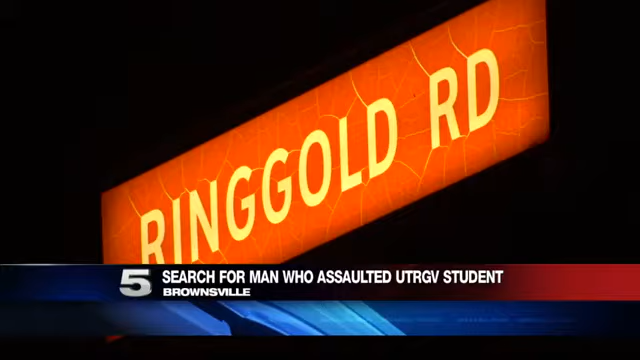 RINGGOLD RD
5
SEARCH FOR MAN WHO ASSAULTED UTRGV STUDENT
BROWNSVILLE